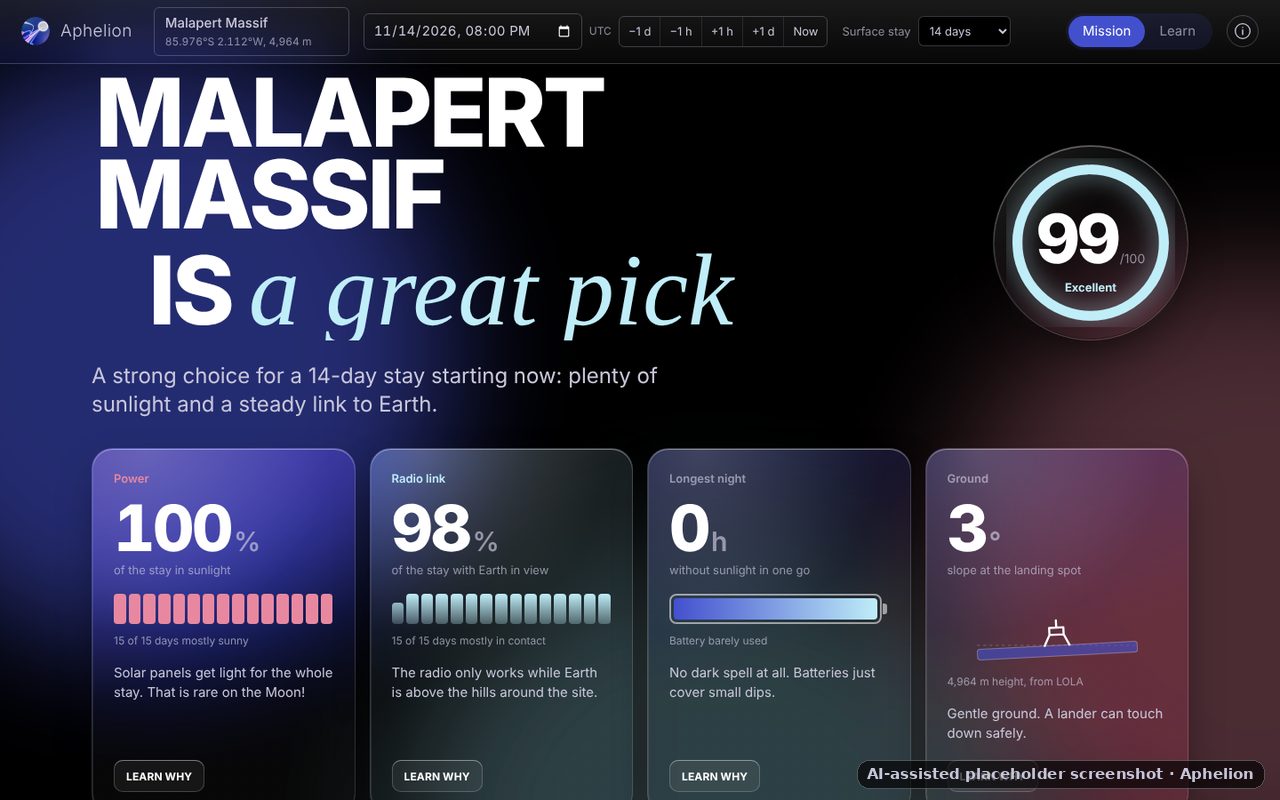 Aphelion
Malapert Massif
85.976°S 2.112°W, 4,964 m
11/14/2026, 08:00 PM
UTC
−1 d
−1 h
+1 h
+1 d
Now
Surface stay
14 days
Mission
Learn
MALAPERT
MASSIF
IS a great pick
99/100
Excellent
A strong choice for a 14-day stay starting now: plenty of
sunlight and a steady link to Earth.
Power
100%
of the stay in sunlight
15 of 15 days mostly sunny
Solar panels get light for the whole
stay. That is rare on the Moon!
LEARN WHY
Radio link
98%
of the stay with Earth in view
15 of 15 days mostly in contact
The radio only works while Earth
is above the hills around the site.
LEARN WHY
Longest night
0h
without sunlight in one go
Battery barely used
No dark spell at all. Batteries just
cover small dips.
LEARN WHY
Ground
3°
slope at the landing spot
4,964 m height, from LOLA
Gentle ground. A lander can touch
down safely.
AI-assisted placeholder screenshot · Aphelion